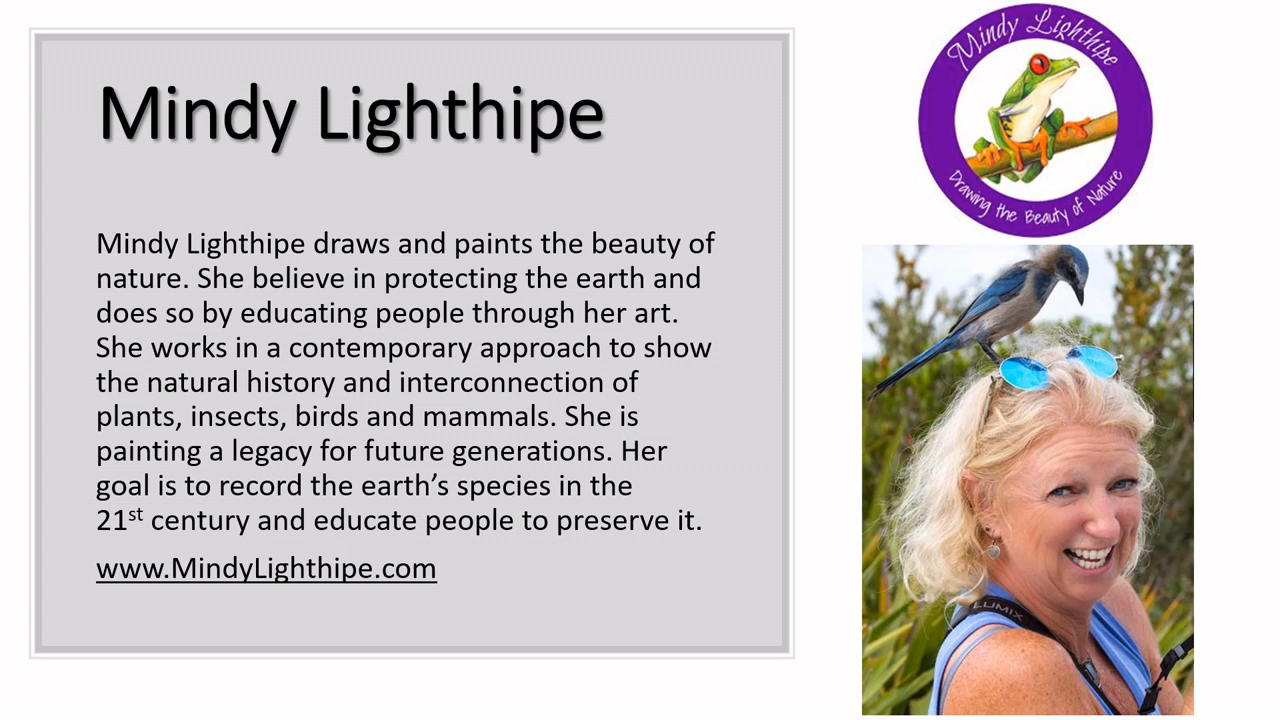 Mindy Lighthipe
Mindy Lighthipe draws and paints the beauty of
nature. She believe in protecting the earth and
does so by educating people through her art.
She works in a contemporary approach to show
the natural history and interconnection of
plants, insects, birds and mammals. She is
painting a legacy for future generations. Her
goal is to record the earth’s species in the
21st century and educate people to preserve it.
www.MindyLighthipe.com
Mindy Lighthipe
Drawing the Beauty of Nature
LUMIX